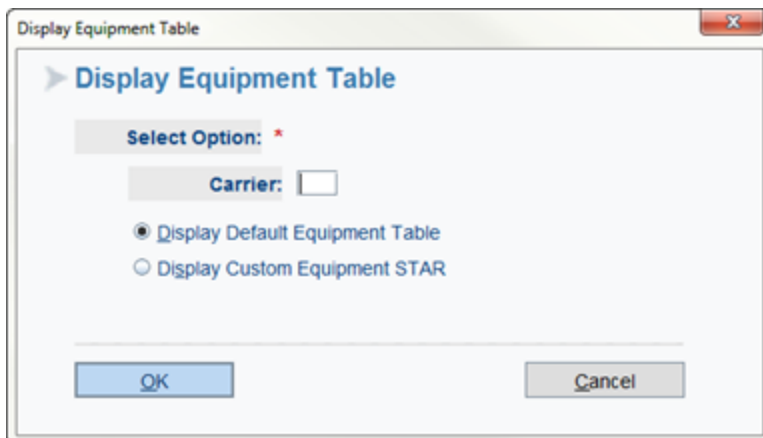 Display Equipment Table
Display Equipment Table
Select Option: *
Carrier:
Display Default Equipment Table
Display Custom Equipment STAR
OK
Cancel